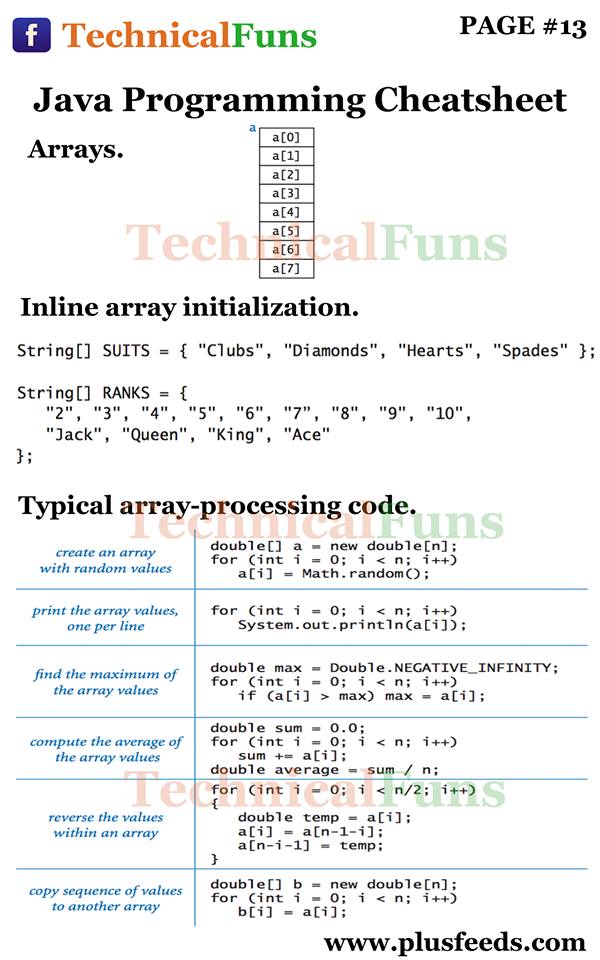 f TechnicalFuns
PAGE #13
Java Programming Cheatsheet
Arrays.
a
a[0]
a[1]
a[2]
a[3]
a[4]
a[5]
a[6]
a[7]
TechnicalFuns
Inline array initialization.
String[] SUITS = { "Clubs", "Diamonds", "Hearts", "Spades" };
String[] RANKS = {
"2", "3", "4", "5", "6", "7", "8", "9", "10",
"Jack", "Queen", "King", "Ace"
};
Typical array-processing code.
TechnicalFuns
create an array
with random values
double[] a = new double[n];
for (int i = 0; i < n; i++)
a[i] = Math.random();
print the array values,
one per line
for (int i = 0; i < n; i++)
System.out.println(a[i]);
find the maximum of
the array values
double max = Double.NEGATIVE_INFINITY;
for (int i = 0; i < n; i++)
if (a[i] > max) max = a[i];
compute the average of
the array values
double sum = 0.0;
for (int i = 0; i < n; i++)
sum += a[i];
double average = sum / n;
TechnicalFuns
reverse the values
within an array
for (int i = 0; i < n/2; i++)
{
double temp = a[i];
a[i] = a[n-1-i];
a[n-i-1] = temp;
}
copy sequence of values
to another array
double[] b = new double[n];
for (int i = 0; i < n; i++)
b[i] = a[i];
www.plusfeeds.com